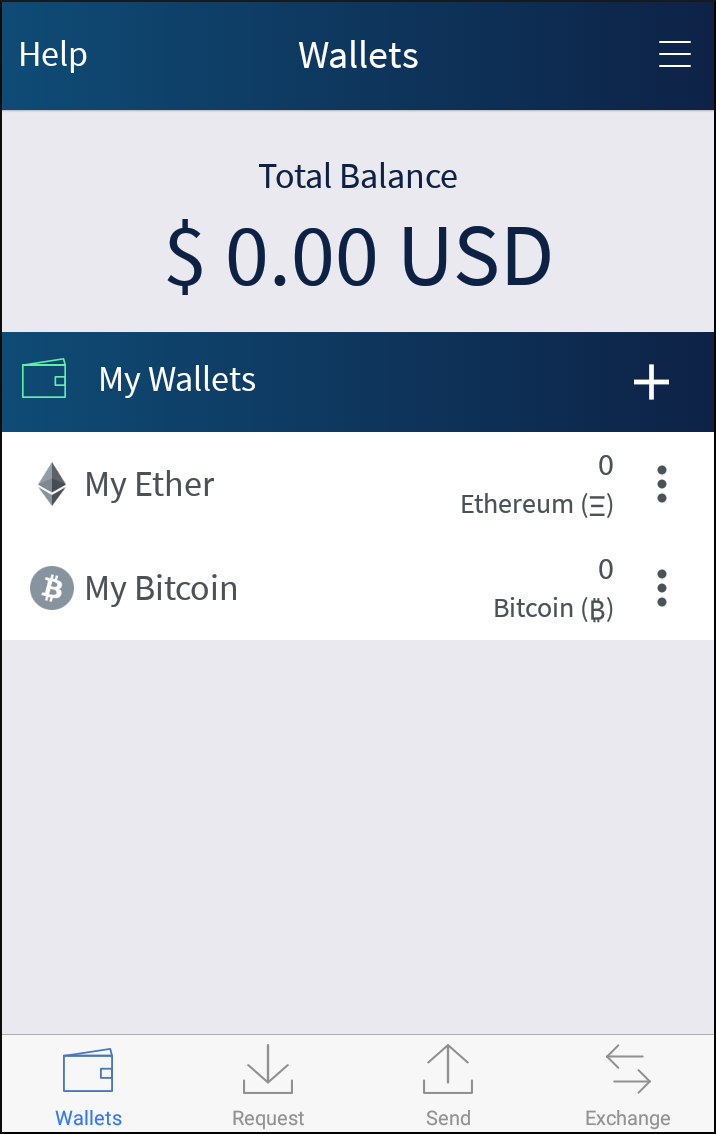 Help
Wallets
Total Balance
$ 0.00 USD
My Wallets
My Ether
0
Ethereum (Ξ)
My Bitcoin
0
Bitcoin (₿)
Wallets
Request
Send
Exchange